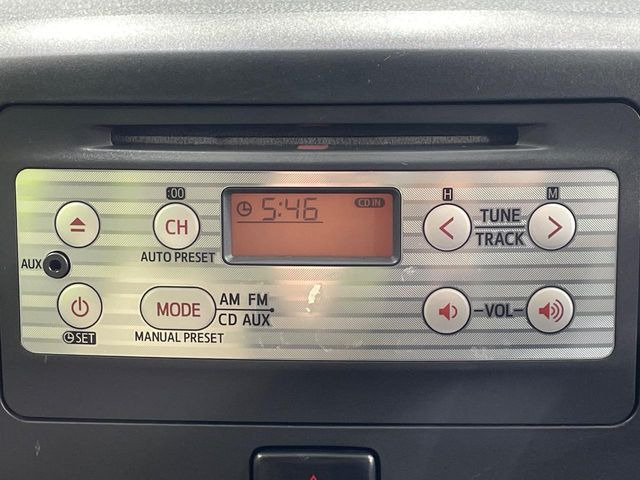 :00
H
M
5:46
CD IN
CH
TUNE
TRACK
AUTO PRESET
AUX
MODE
AM FM
CD AUX
VOL
SET
MANUAL PRESET